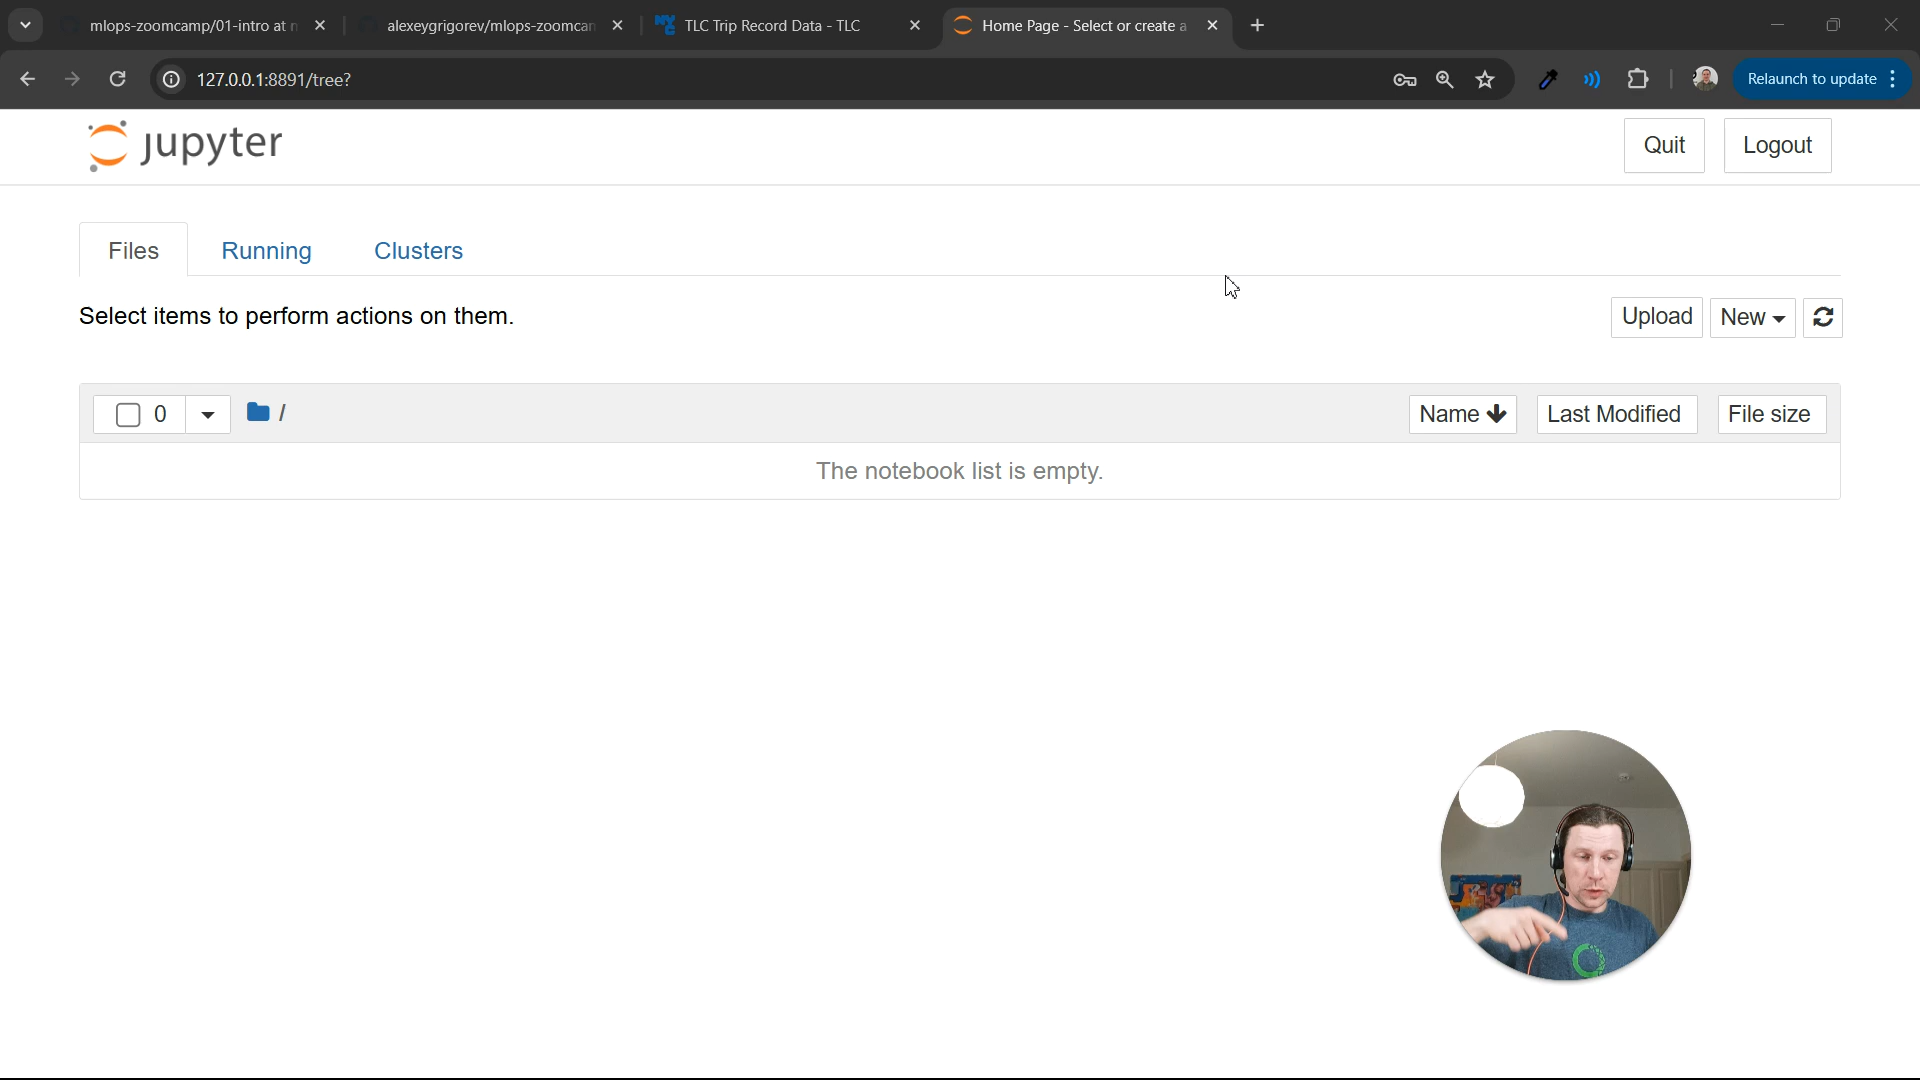 mlops-zoomcamp/01-intro at m
alexeygrigorev/mlops-zoomcam
TLC Trip Record Data - TLC
Home Page - Select or create a
127.0.0.1:8891/tree?
Relaunch to update
jupyter
Quit
Logout
Files
Running
Clusters
Select items to perform actions on them.
Upload
New
0
/
Name
Last Modified
File size
The notebook list is empty.